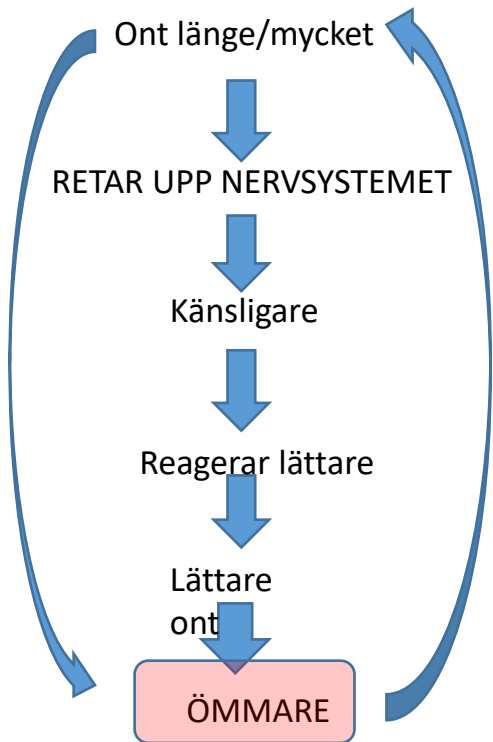 Ont länge/mycket
RETAR UPP NERVSYSTEMET
Känsligare
Reagerar lättare
Lättare
ont
ÖMMARE